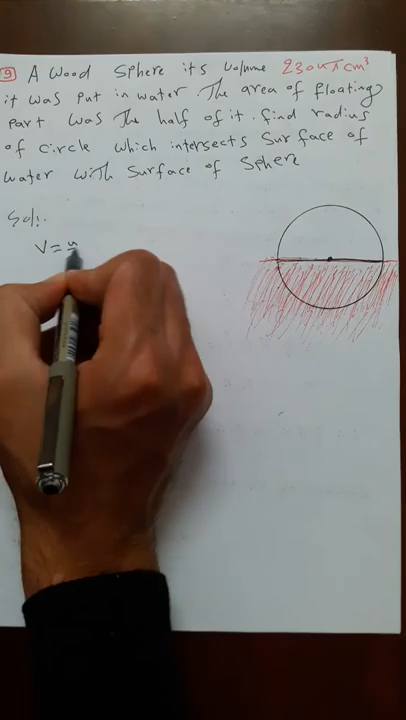 9 A wood sphere its volume 2304π cm³
it was put in water The area of floating
part was The half of it. find radius
of circle which intersects surface of
water with surface of sphere
Sol:
V =